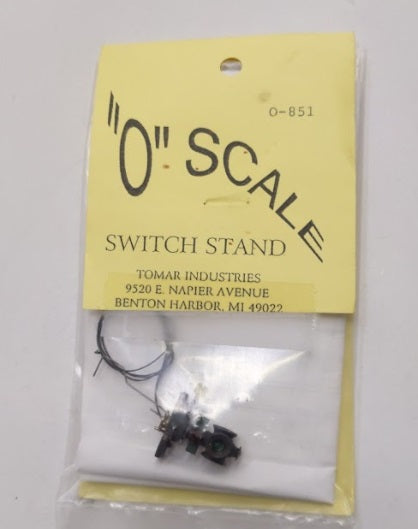 O-851
"O" SCALE
SWITCH STAND
TOMAR INDUSTRIES
9520 E. NAPIER AVENUE
BENTON HARBOR, MI 49022